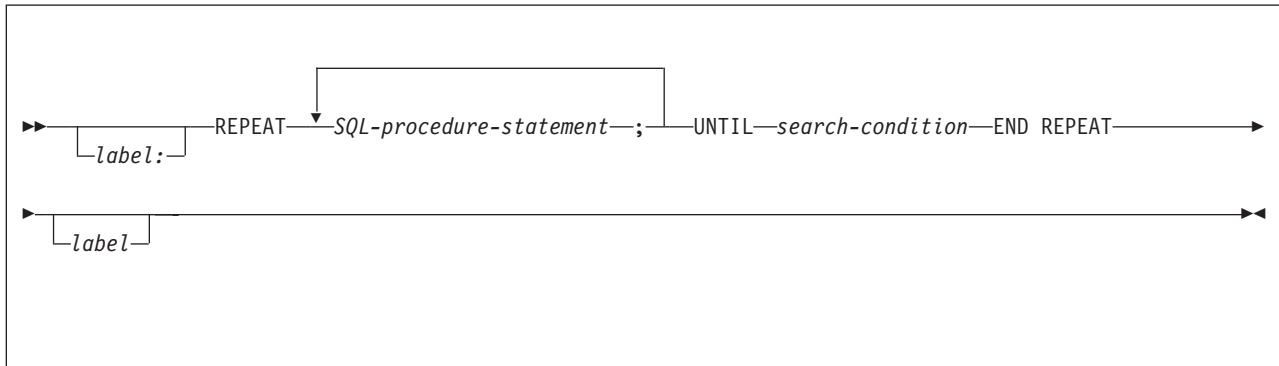 REPEAT SQL-procedure-statement ; UNTIL search-condition END REPEAT
label:
label